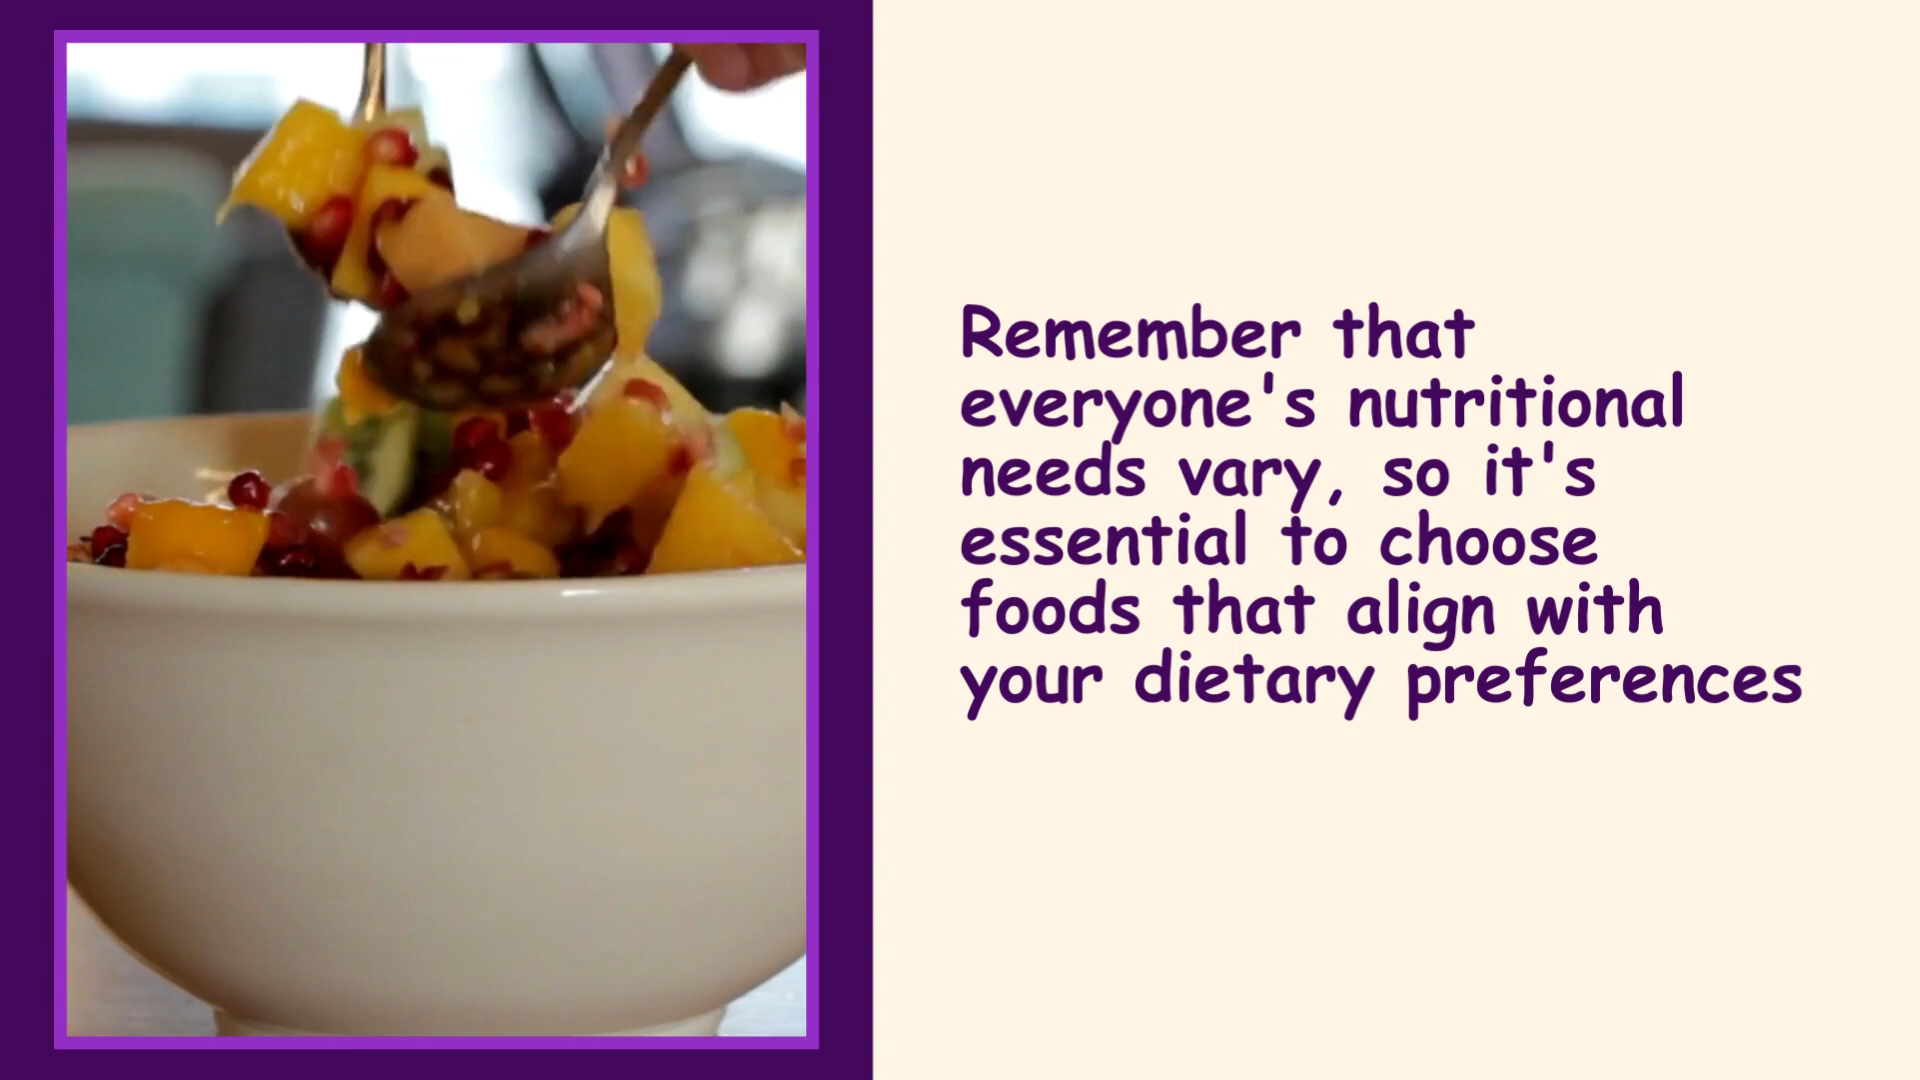 Remember that
everyone's nutritional
needs vary, so it's
essential to choose
foods that align with
your dietary preferences